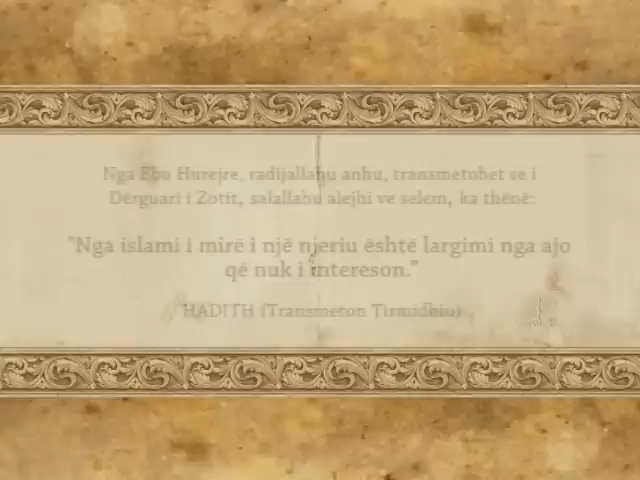 Nga Ebu Hurejre, radijallahu anhu, transmetohet se i
Dërguari i Zotit, salallahu alejhi ve selem, ka thënë:
"Nga islami i mirë i një njeriu është largimi nga ajo
që nuk i intereson."
HADITH (Transmeton Tirmidhiu)